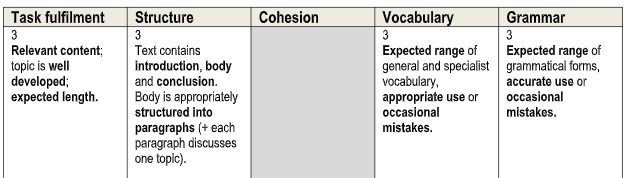 Task fulfilment
Structure
Cohesion
Vocabulary
Grammar
3
Relevant content;
topic is well
developed;
expected length.
3
Text contains
introduction, body
and conclusion.
Body is appropriately
structured into
paragraphs (+ each
paragraph discusses
one topic).
3
Expected range of
general and specialist
vocabulary,
appropriate use or
occasional
mistakes.
3
Expected range of
grammatical forms,
accurate use or
occasional
mistakes.